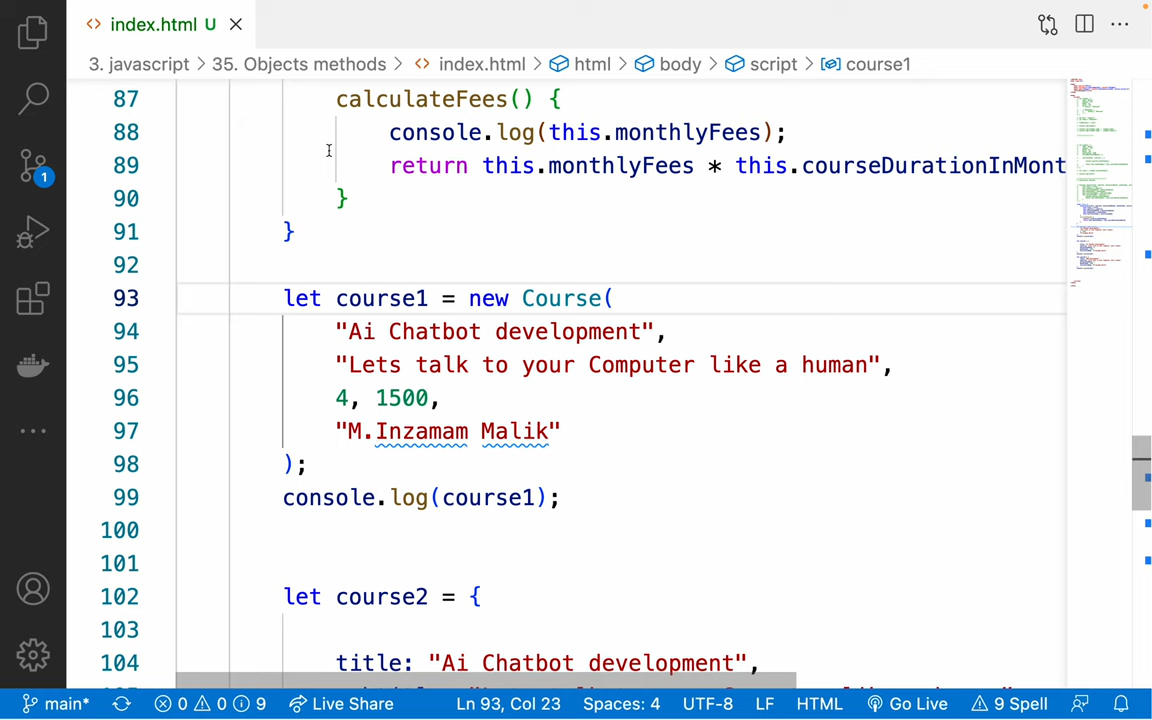 index.html U
3. javascript > 35. Objects methods > index.html > html > body > script > course1
87 calculateFees() {
88 console.log(this.monthlyFees);
89 return this.monthlyFees * this.courseDurationInMont
90 }
91 }
92
93 let course1 = new Course(
94 "Ai Chatbot development",
95 "Lets talk to your Computer like a human",
96 4, 1500,
97 "M.Inzamam Malik"
98 );
99 console.log(course1);
100
101
102 let course2 = {
103
104 title: "Ai Chatbot development",
1
main* 0 0 9 Live Share Ln 93, Col 23 Spaces: 4 UTF-8 LF HTML Go Live 9 Spell